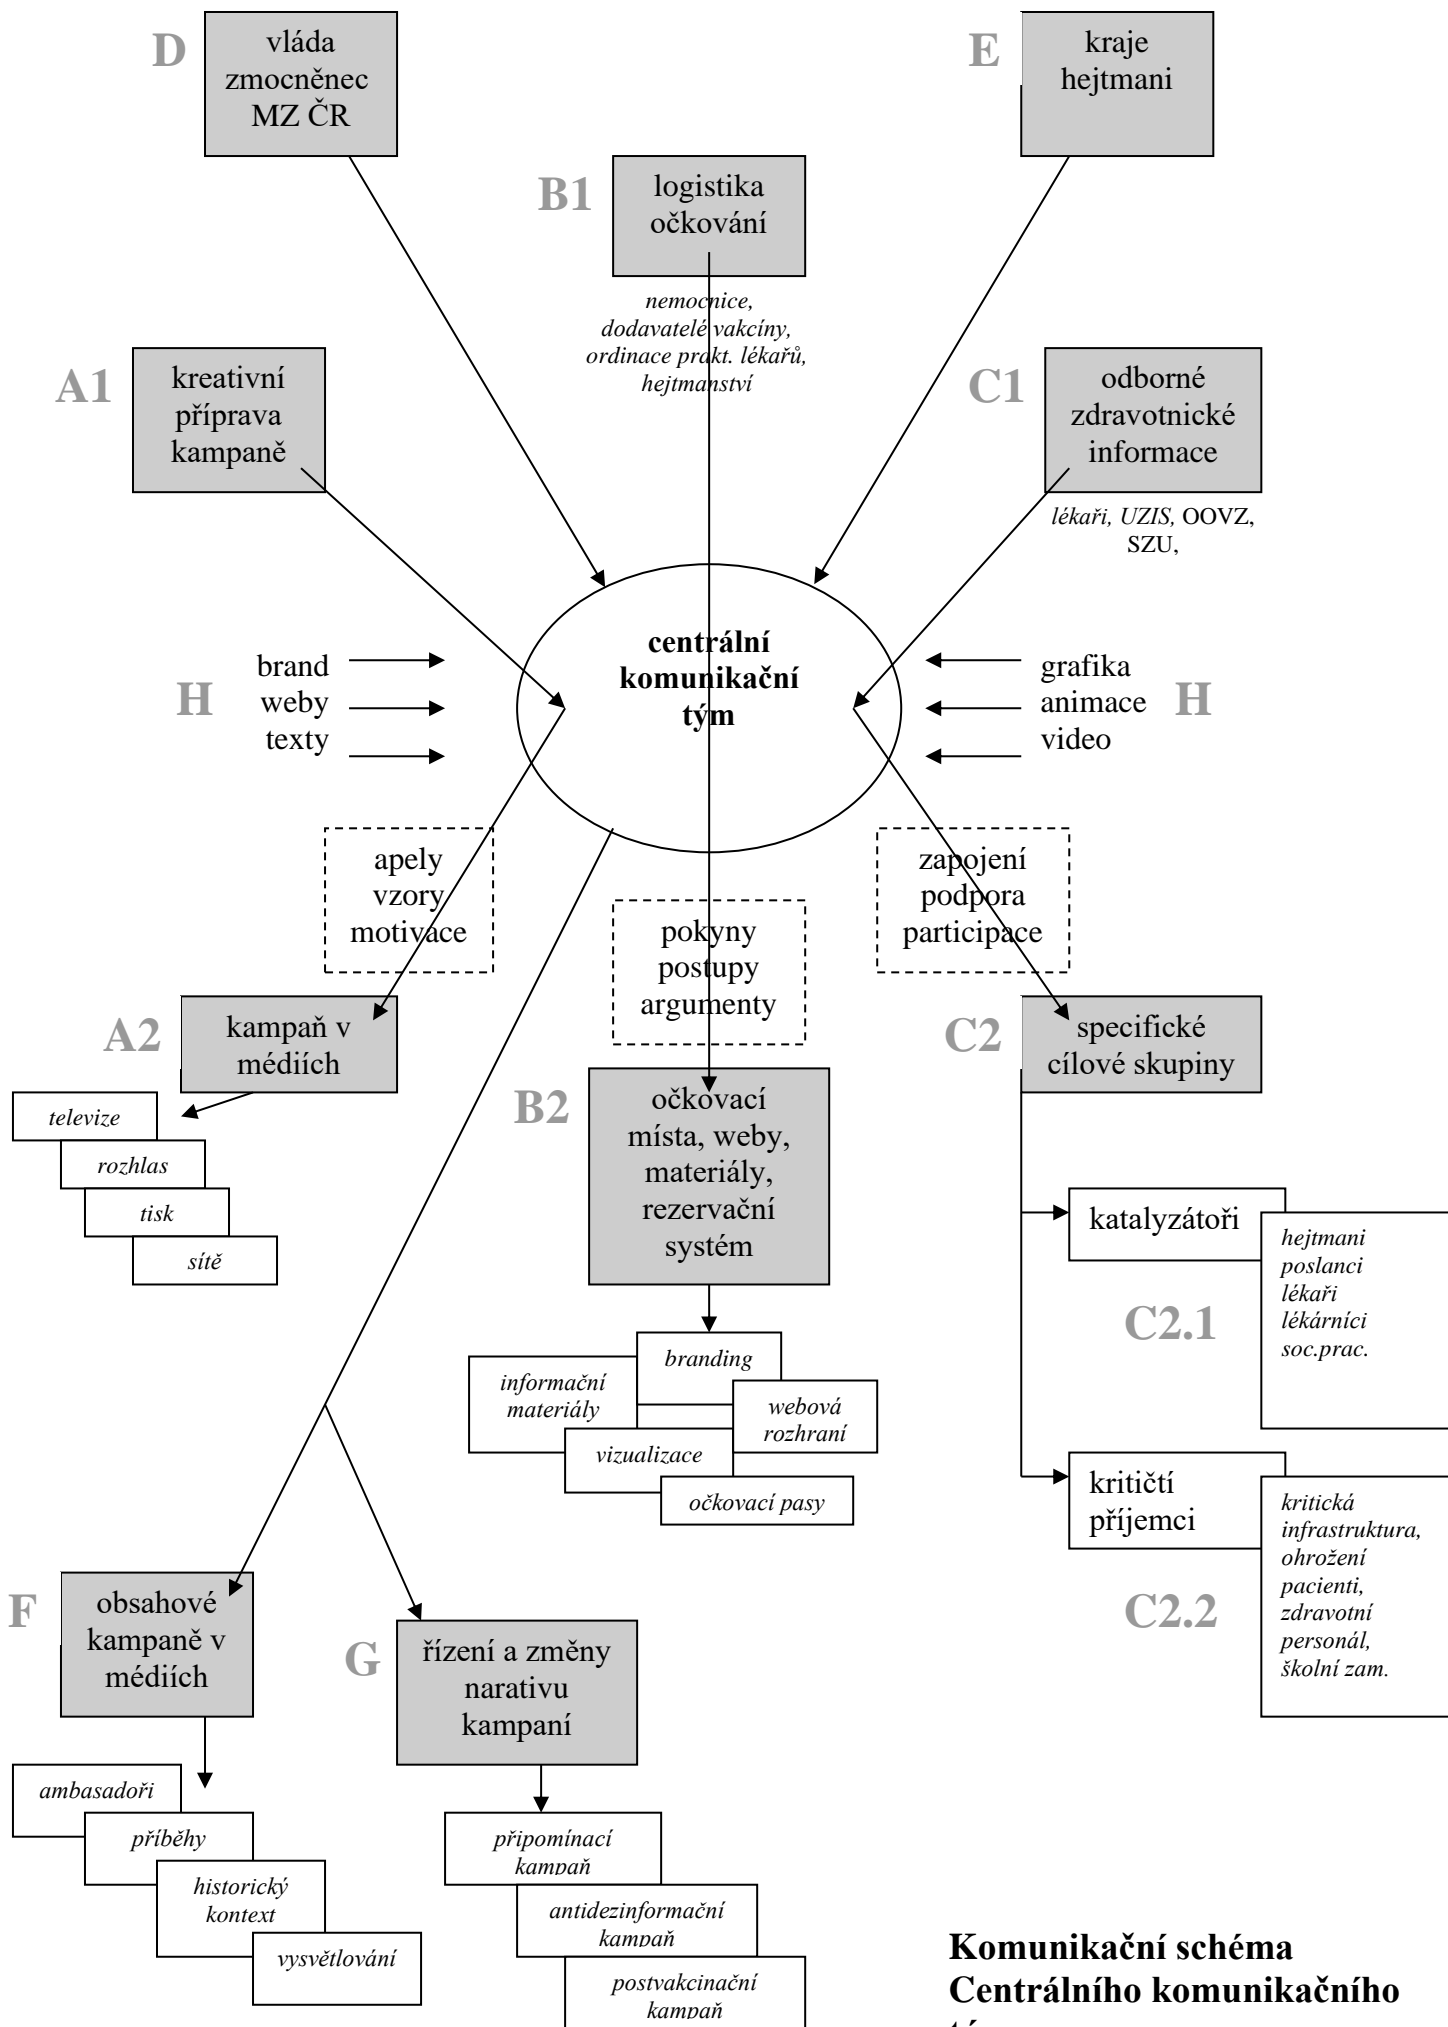 D
vláda
zmocněnec
MZ ČR
E
kraje
hejtmani
B1
logistika
očkování
nemocnice,
dodavatelé vakcíny,
ordinace prakt. lékařů,
hejtmanství
A1
kreativní
příprava
kampaně
C1
odborné
zdravotnické
informace
lékaři, UZIS, OOVZ,
SZU,
centrální
komunikační
tým
H
brand
weby
texty
grafika
animace
video
H
apely
vzory
motivace
pokyny
postupy
argumenty
zapojení
podpora
participace
A2
kampaň v
médiích
televize
rozhlas
tisk
sítě
B2
očkovací
místa, weby,
materiály,
rezervační
systém
branding
informační
materiály
webová
rozhraní
vizualizace
očkovací pasy
C2
specifické
cílové skupiny
katalyzátoři
C2.1
hejtmani
poslanci
lékaři
lékárníci
soc.prac.
kritičtí
příjemci
C2.2
kritická
infrastruktura,
ohrožení
pacienti,
zdravotní
personál,
školní zam.
F
obsahové
kampaně v
médiích
ambasadoři
příběhy
historický
kontext
vysvětlování
G
řízení a změny
narativu
kampaní
připomínací
kampaň
antidezinformační
kampaň
postvakcinační
kampaň
Komunikační schéma
Centrálního komunikačního